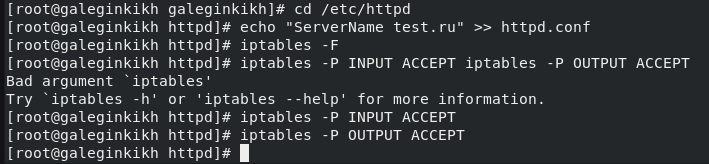 [root@galeginkikh galeginkikh]# cd /etc/httpd
[root@galeginkikh httpd]# echo "ServerName test.ru" >> httpd.conf
[root@galeginkikh httpd]# iptables -F
[root@galeginkikh httpd]# iptables -P INPUT ACCEPT iptables -P OUTPUT ACCEPT
Bad argument `iptables'
Try `iptables -h' or 'iptables --help' for more information.
[root@galeginkikh httpd]# iptables -P INPUT ACCEPT
[root@galeginkikh httpd]# iptables -P OUTPUT ACCEPT
[root@galeginkikh httpd]#